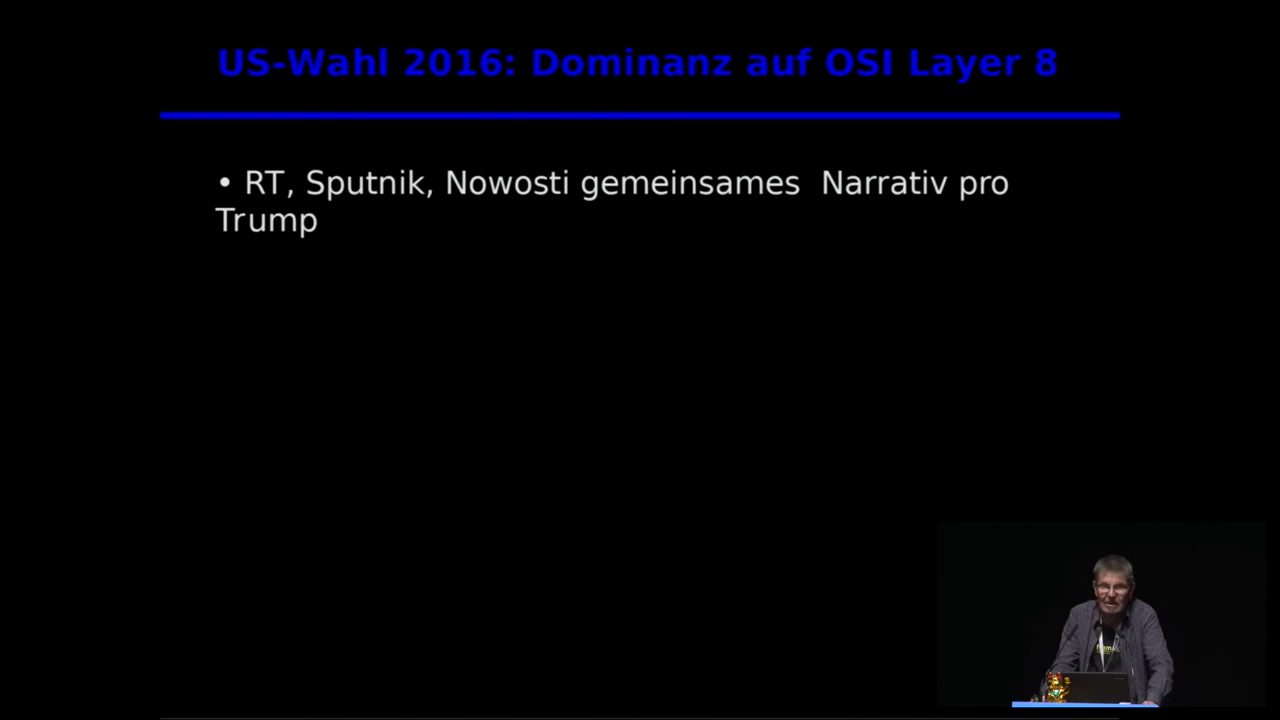 US-Wahl 2016: Dominanz auf OSI Layer 8
• RT, Sputnik, Nowosti gemeinsames  Narrativ pro
Trump